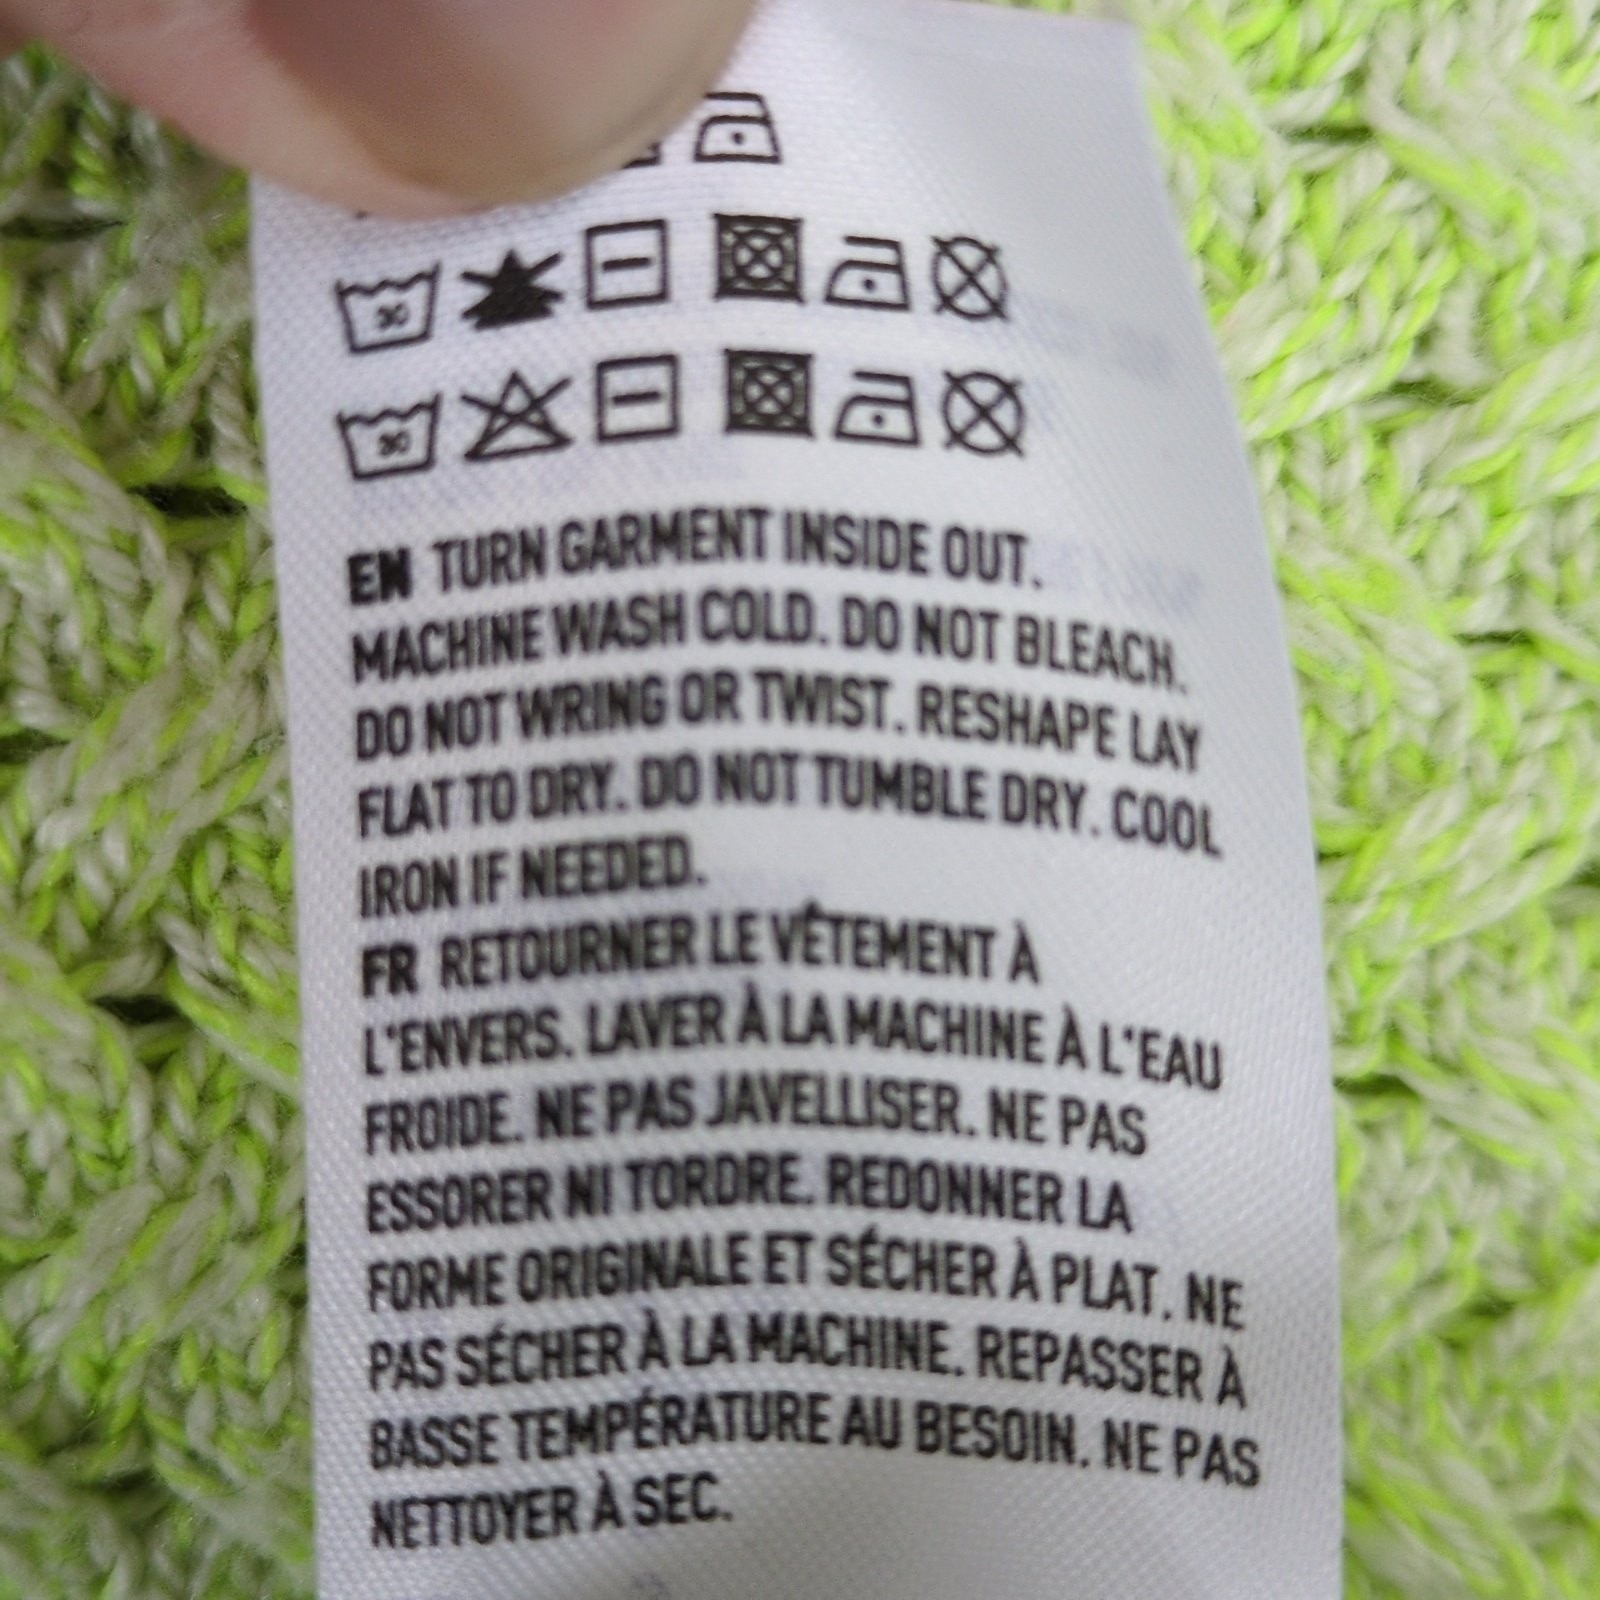 30
30
EN TURN GARMENT INSIDE OUT.
MACHINE WASH COLD. DO NOT BLEACH.
DO NOT WRING OR TWIST. RESHAPE LAY
FLAT TO DRY. DO NOT TUMBLE DRY. COOL
IRON IF NEEDED.
FR RETOURNER LE VÊTEMENT À
L'ENVERS. LAVER À LA MACHINE À L'EAU
FROIDE. NE PAS JAVELLISER. NE PAS
ESSORER NI TORDRE. REDONNER LA
FORME ORIGINALE ET SÉCHER À PLAT. NE
PAS SÉCHER À LA MACHINE. REPASSER À
BASSE TEMPÉRATURE AU BESOIN. NE PAS
NETTOYER À SEC.